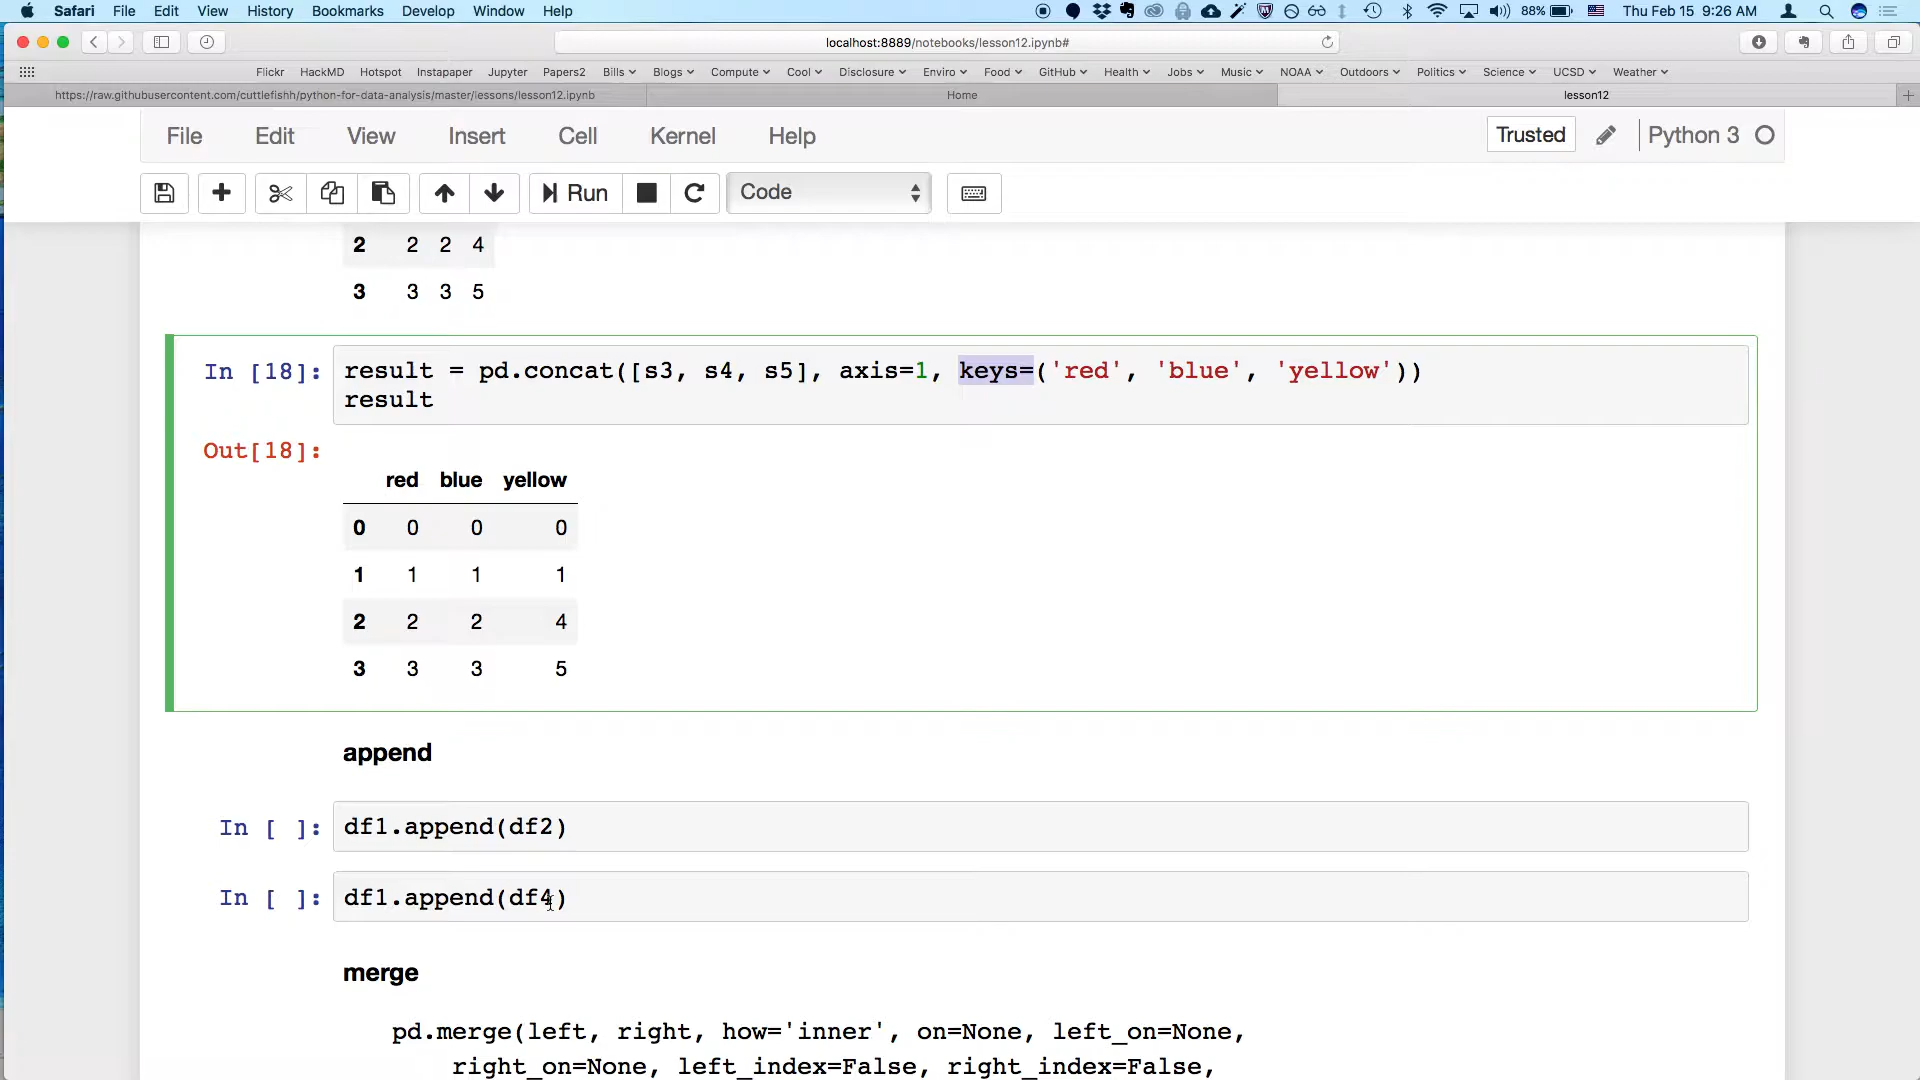 Safari File Edit View History Bookmarks Develop Window Help 88% Thu Feb 15 9:26 AM
localhost:8889/notebooks/lesson12.ipynb#
Flickr HackMD Hotspot Instapaper Jupyter Papers2 Bills Blogs Compute Cool Disclosure Enviro Food GitHub Health Jobs Music NOAA Outdoors Politics Science UCSD Weather
https://raw.githubusercontent.com/cuttlefishh/python-for-data-analysis/master/lessons/lesson12.ipynb Home lesson12
File Edit View Insert Cell Kernel Help Trusted Python 3
Run Code
2 2 2 4
3 3 3 5
In [18]: result = pd.concat([s3, s4, s5], axis=1, keys=('red', 'blue', 'yellow'))
result
Out[18]:
red blue yellow
0 0 0 0
1 1 1 1
2 2 2 4
3 3 3 5
append
In [ ]: df1.append(df2)
In [ ]: df1.append(df4)
merge
pd.merge(left, right, how='inner', on=None, left_on=None,
right_on=None, left_index=False, right_index=False,